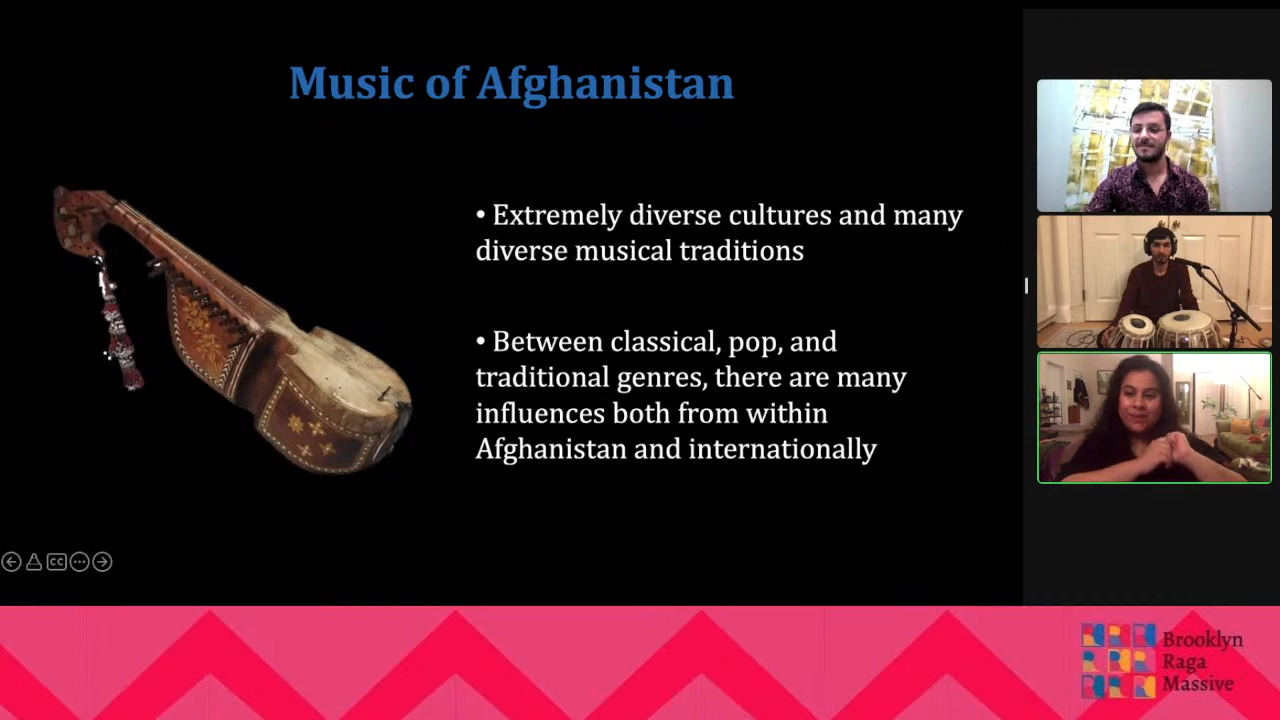 Music of Afghanistan
• Extremely diverse cultures and many
diverse musical traditions
• Between classical, pop, and
traditional genres, there are many
influences both from within
Afghanistan and internationally
CC
Brooklyn
Raga
Massive